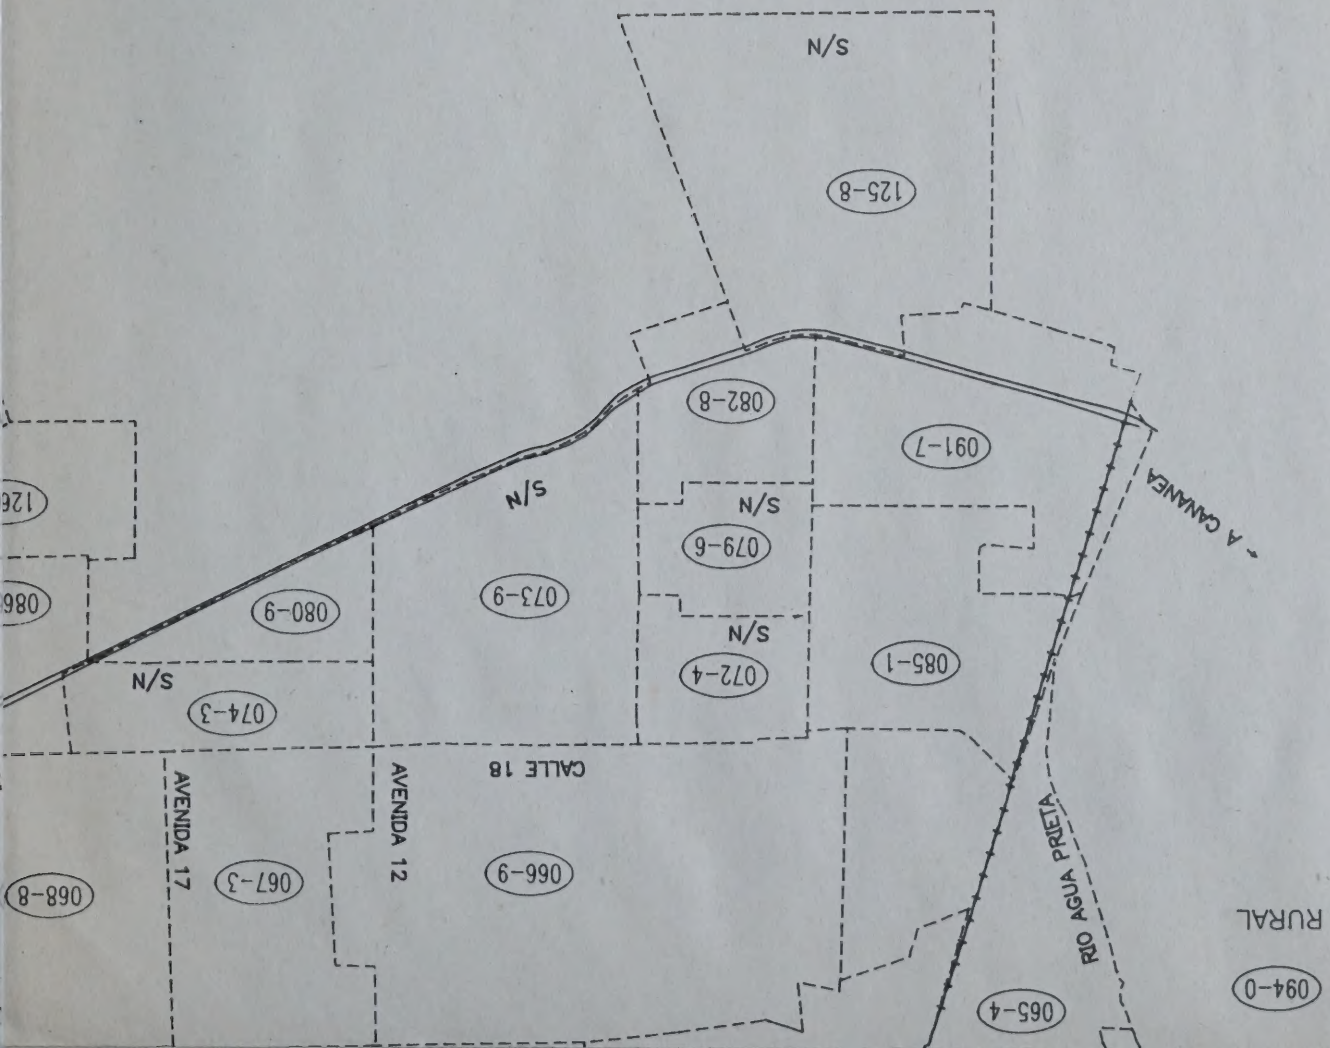 094-0
065-4
RURAL
RIO AGUA PRIETA
066-9
067-3
068-8
AVENIDA 12
AVENIDA 17
CALLE 18
085-1
072-4
S/N
074-3
S/N
079-6
S/N
073-9
080-9
086
A CANANEA
S/N
126
091-7
082-8
125-8
S/N